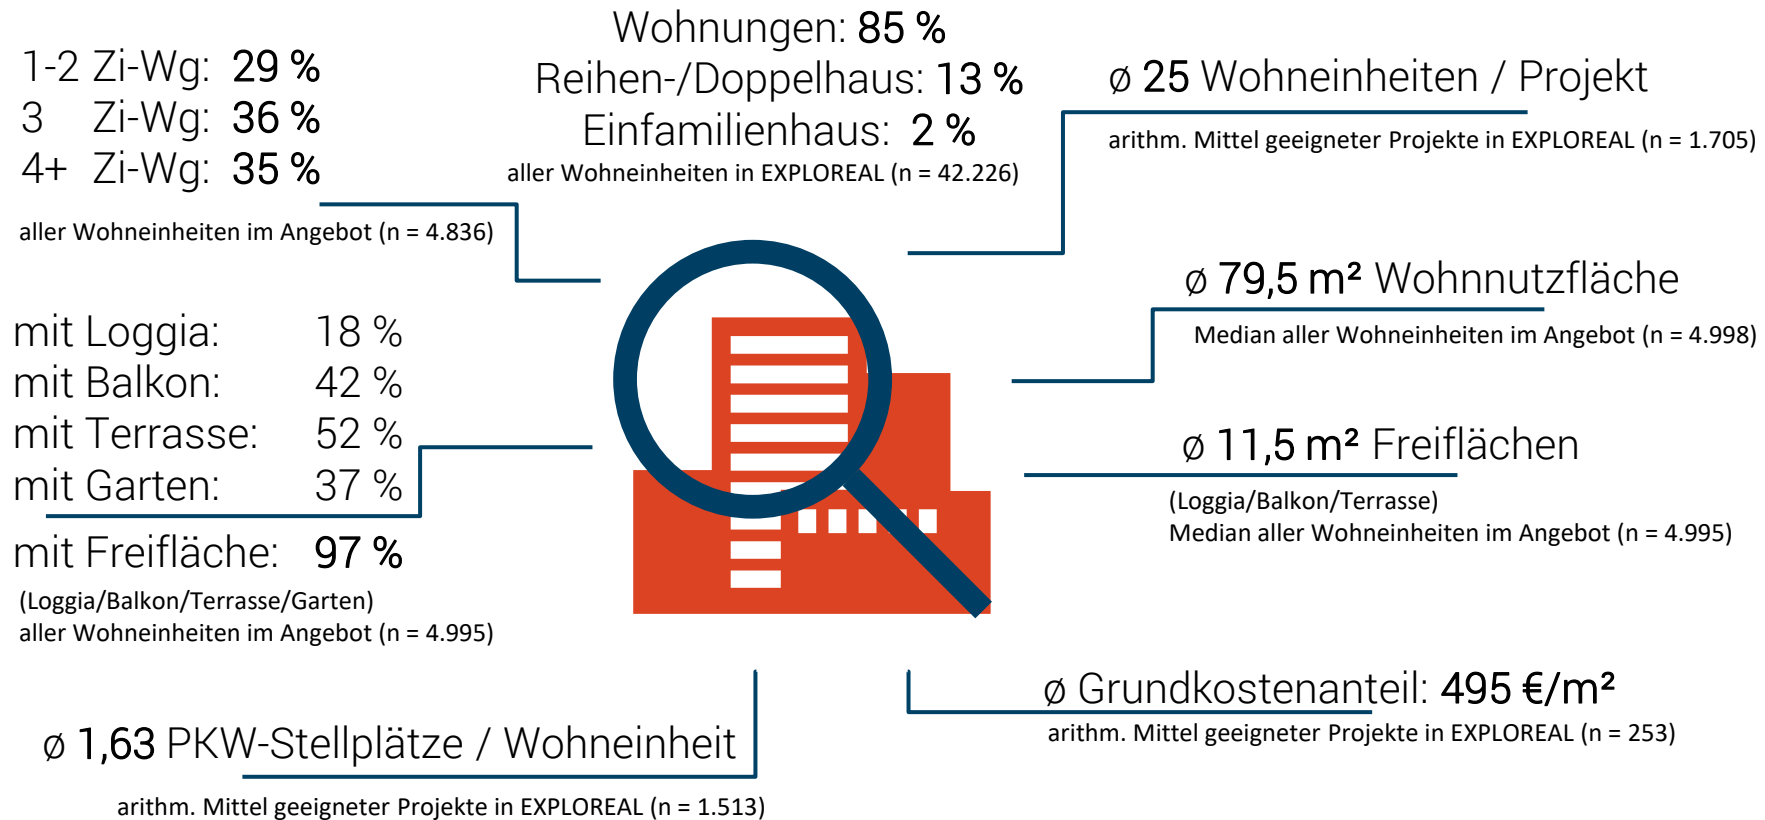 1-2 Zi-Wg: 29 %
3 Zi-Wg: 36 %
4+ Zi-Wg: 35 %
aller Wohneinheiten im Angebot (n = 4.836)
Wohnungen: 85 %
Reihen-/Doppelhaus: 13 %
Einfamilienhaus: 2 %
aller Wohneinheiten in EXPLOREAL (n = 42.226)
ø 25 Wohneinheiten / Projekt
arithm. Mittel geeigneter Projekte in EXPLOREAL (n = 1.705)
ø 79,5 m² Wohnnutzfläche
Median aller Wohneinheiten im Angebot (n = 4.998)
mit Loggia: 18 %
mit Balkon: 42 %
mit Terrasse: 52 %
mit Garten: 37 %
mit Freifläche: 97 %
(Loggia/Balkon/Terrasse/Garten)
aller Wohneinheiten im Angebot (n = 4.995)
ø 11,5 m² Freiflächen
(Loggia/Balkon/Terrasse)
Median aller Wohneinheiten im Angebot (n = 4.995)
ø Grundkostenanteil: 495 €/m²
arithm. Mittel geeigneter Projekte in EXPLOREAL (n = 253)
ø 1,63 PKW-Stellplätze / Wohneinheit
arithm. Mittel geeigneter Projekte in EXPLOREAL (n = 1.513)